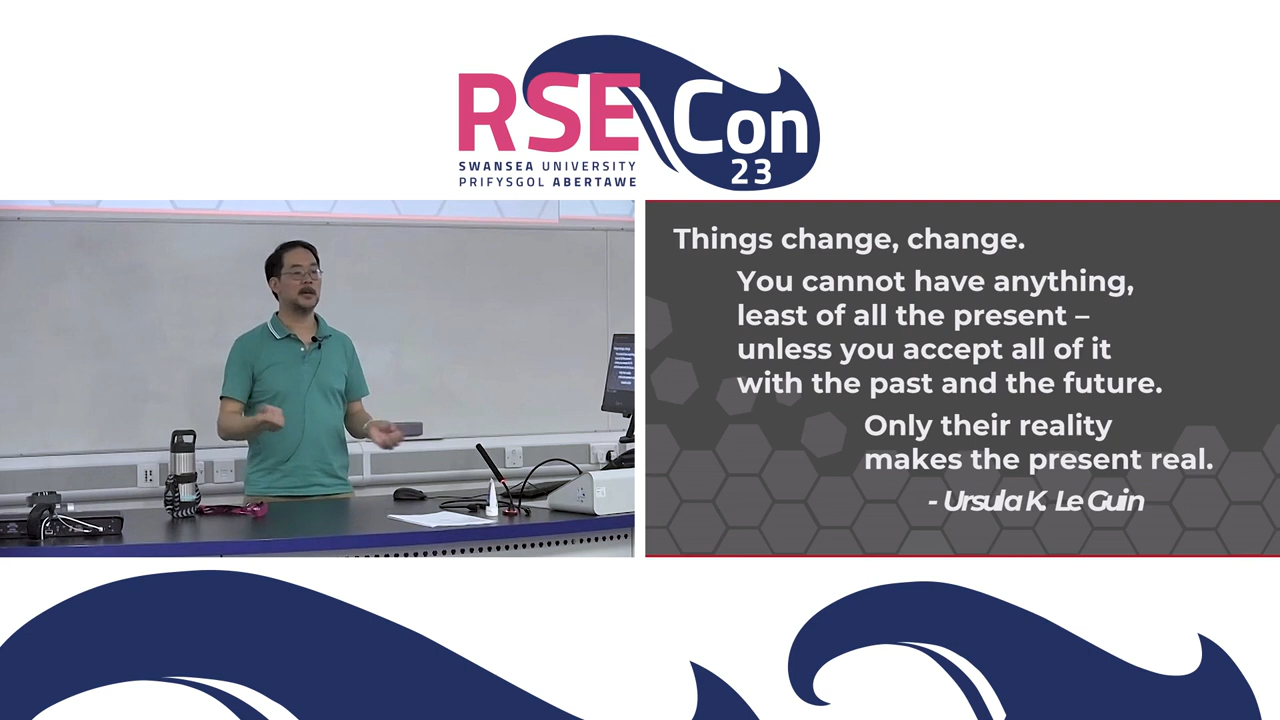 RSE Con
23
SWANSEA UNIVERSITY
PRIFYSGOL ABERTAWE
Things change, change.
You cannot have anything,
least of all the present –
unless you accept all of it
with the past and the future.
Only their reality
makes the present real.
- Ursula K. Le Guin